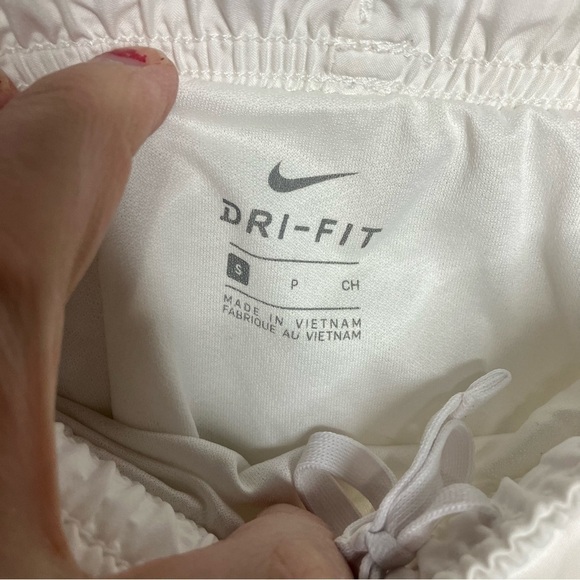 DRI-FIT
S P CH
MADE IN VIETNAM
FABRIQUE AU VIETNAM